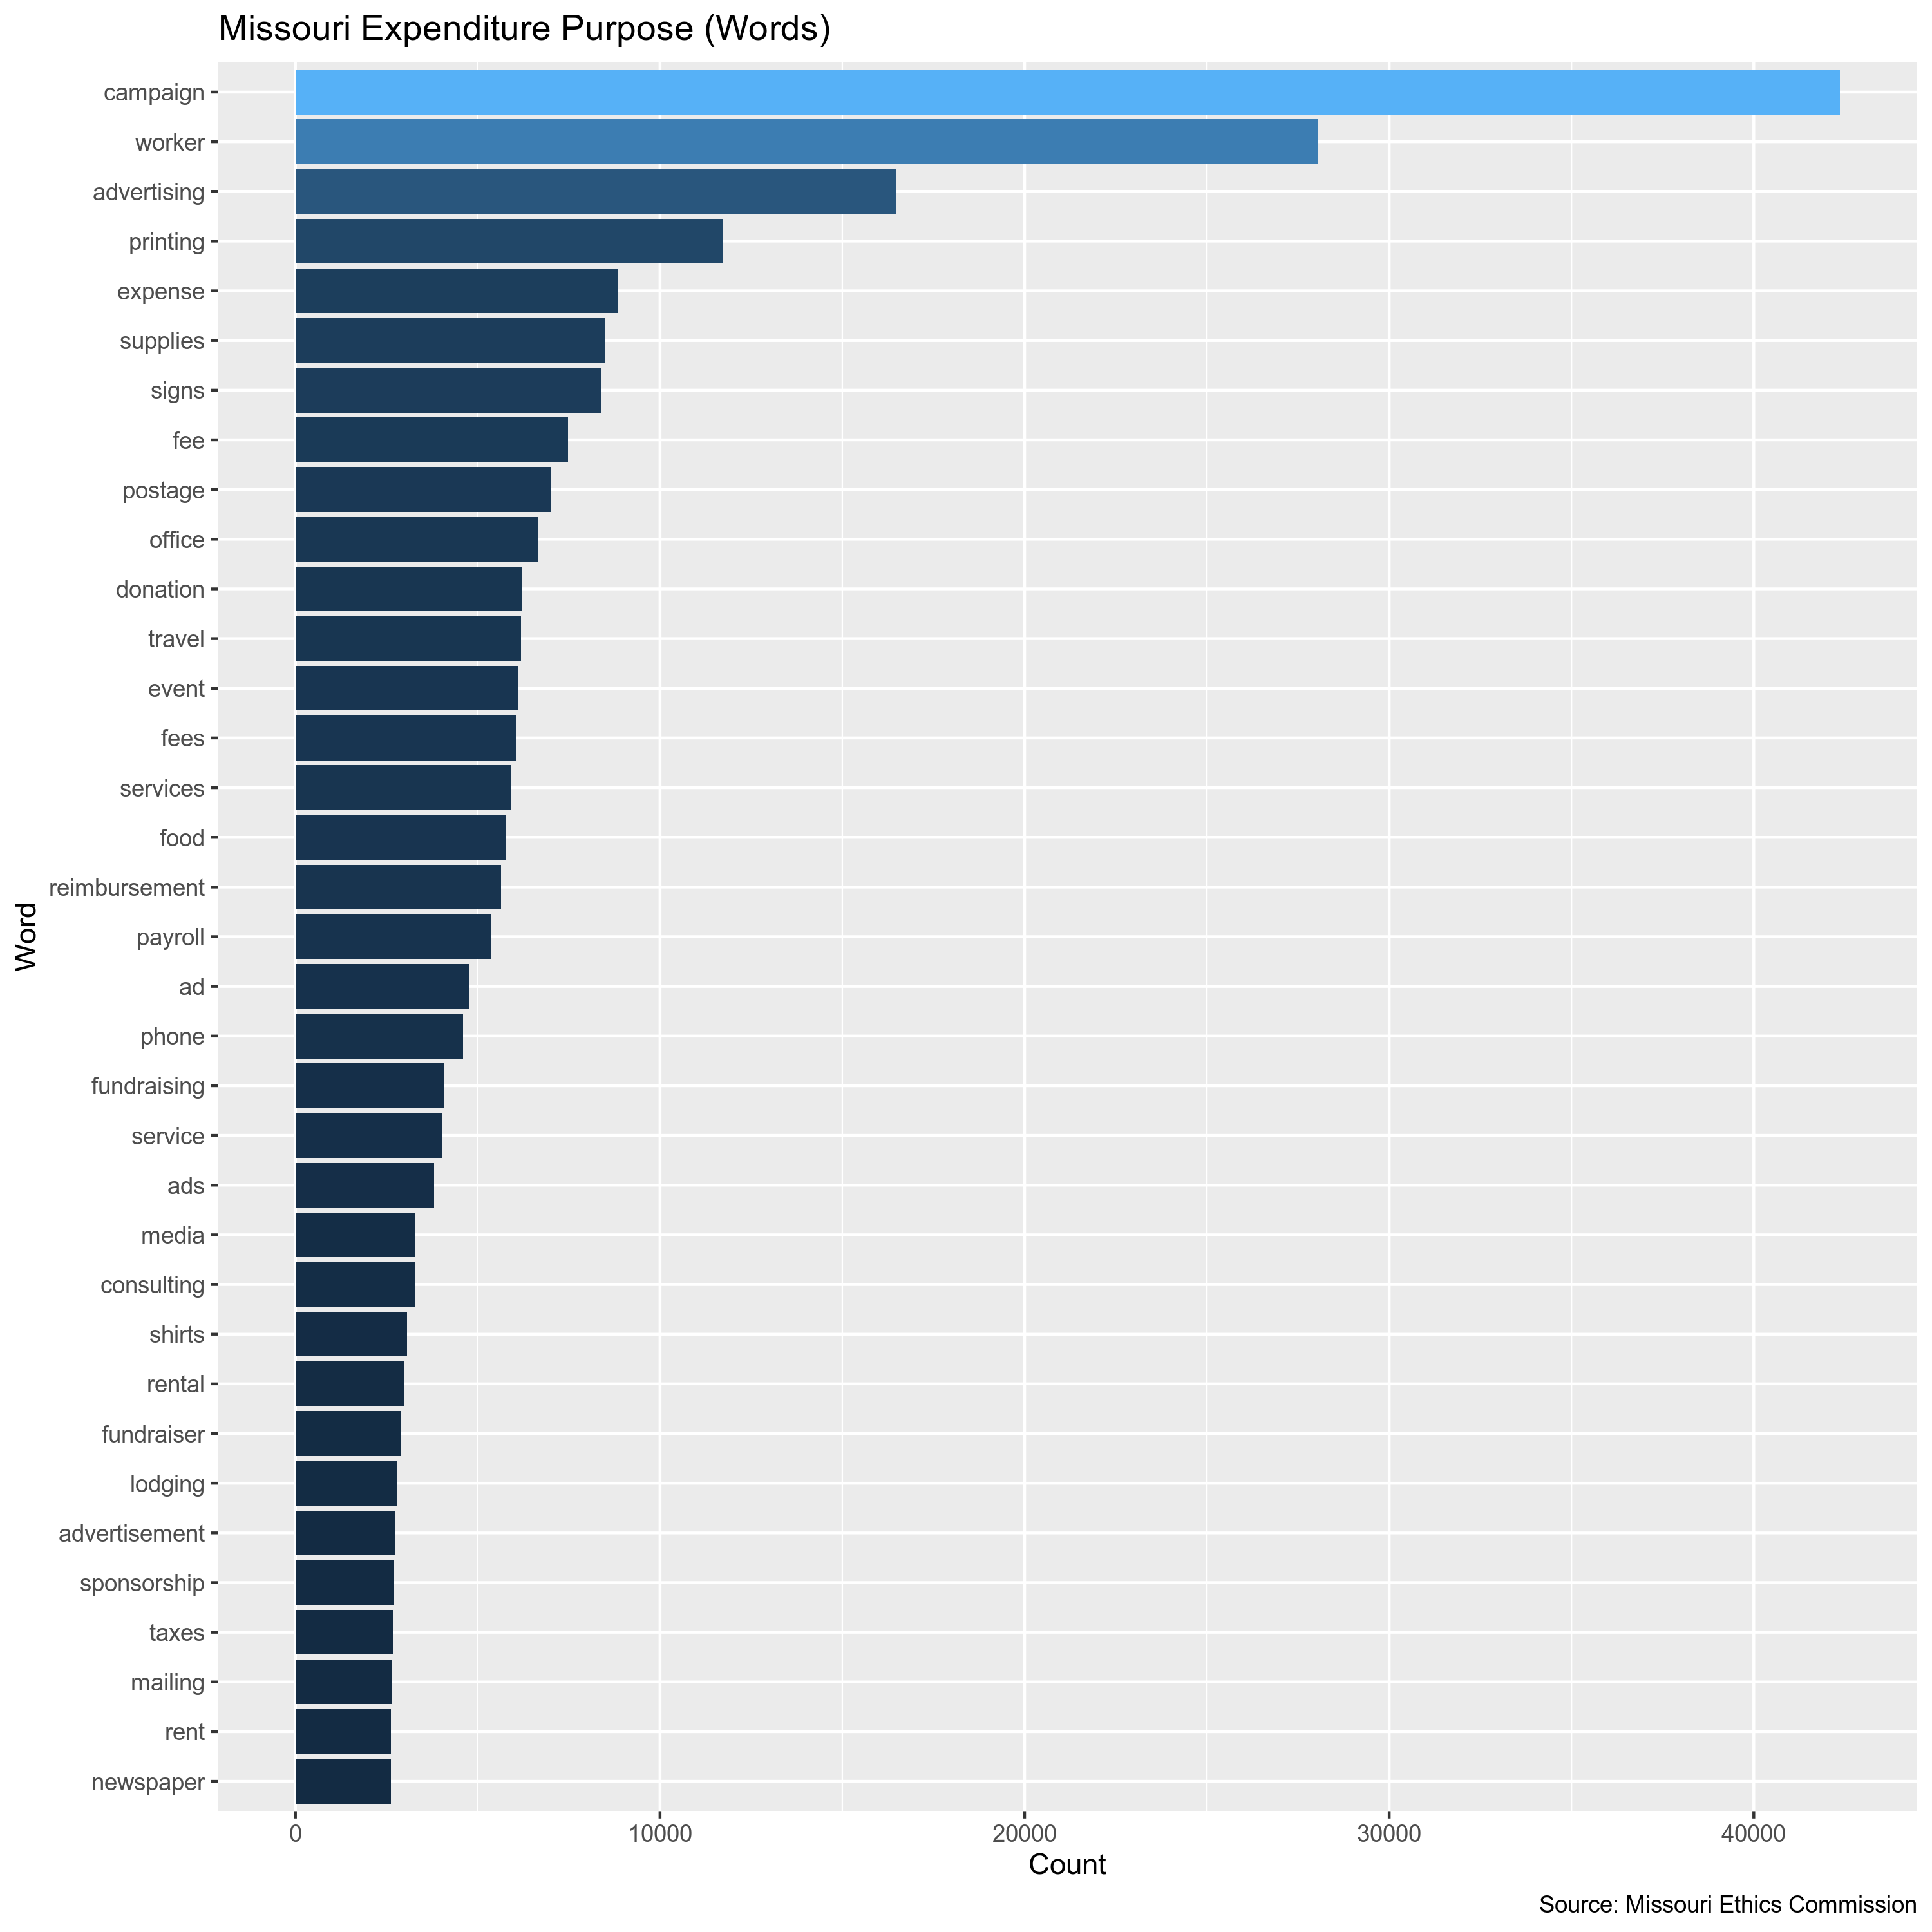 Missouri Expenditure Purpose (Words)
campaign
worker
advertising
printing
expense
supplies
signs
fee
postage
office
donation
travel
event
fees
services
food
reimbursement
payroll
ad
phone
fundraising
service
ads
media
consulting
shirts
rental
fundraiser
lodging
advertisement
sponsorship
taxes
mailing
rent
newspaper
Word
0 10000 20000 30000 40000
Count
Source: Missouri Ethics Commission